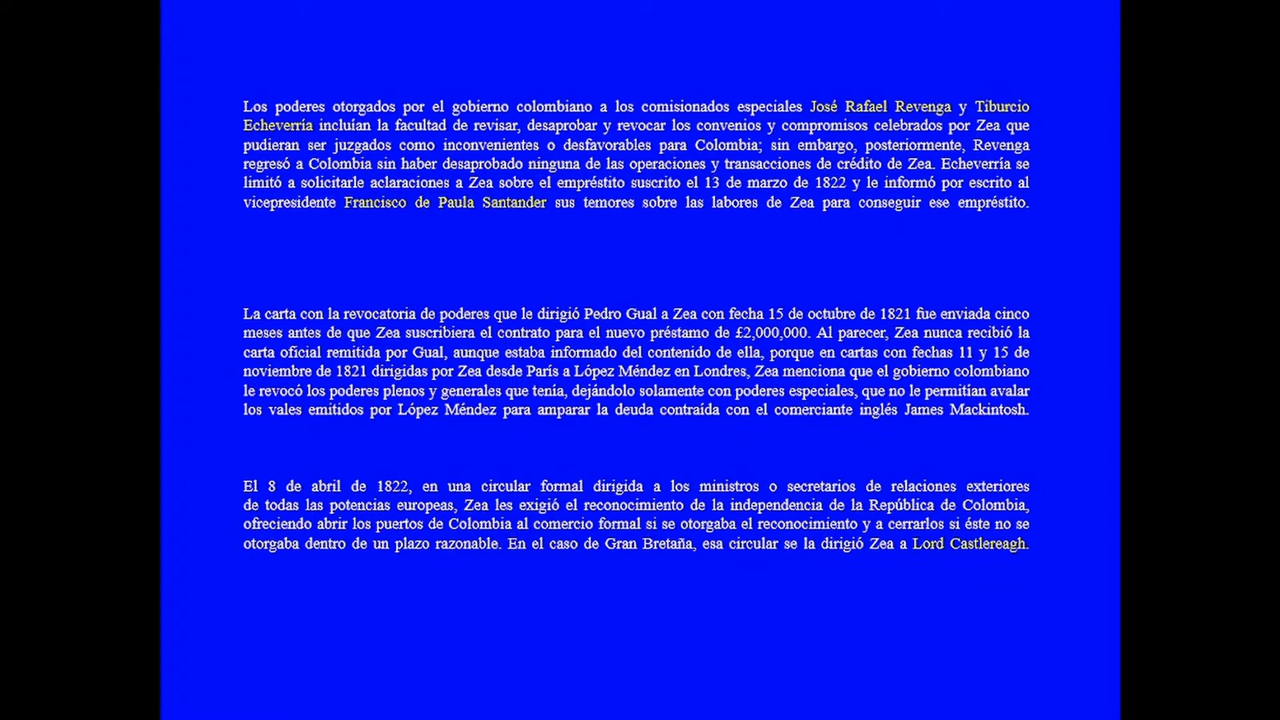 Los poderes otorgados por el gobierno colombiano a los comisionados especiales José Rafael Revenga y Tiburcio
Echeverría incluían la facultad de revisar, desaprobar y revocar los convenios y compromisos celebrados por Zea que
pudieran ser juzgados como inconvenientes o desfavorables para Colombia; sin embargo, posteriormente, Revenga
regresó a Colombia sin haber desaprobado ninguna de las operaciones y transacciones de crédito de Zea. Echeverría se
limitó a solicitarle aclaraciones a Zea sobre el empréstito suscrito el 13 de marzo de 1822 y le informó por escrito al
vicepresidente Francisco de Paula Santander sus temores sobre las labores de Zea para conseguir ese empréstito.
La carta con la revocatoria de poderes que le dirigió Pedro Gual a Zea con fecha 15 de octubre de 1821 fue enviada cinco
meses antes de que Zea suscribiera el contrato para el nuevo préstamo de £2,000,000. Al parecer, Zea nunca recibió la
carta oficial remitida por Gual, aunque estaba informado del contenido de ella, porque en cartas con fechas 11 y 15 de
noviembre de 1821 dirigidas por Zea desde París a López Méndez en Londres, Zea menciona que el gobierno colombiano
le revocó los poderes plenos y generales que tenía, dejándolo solamente con poderes especiales, que no le permitían avalar
los vales emitidos por López Méndez para amparar la deuda contraída con el comerciante inglés James Mackintosh.
El 8 de abril de 1822, en una circular formal dirigida a los ministros o secretarios de relaciones exteriores
de todas las potencias europeas, Zea les exigió el reconocimiento de la independencia de la República de Colombia,
ofreciendo abrir los puertos de Colombia al comercio formal si se otorgaba el reconocimiento y a cerrarlos si éste no se
otorgaba dentro de un plazo razonable. En el caso de Gran Bretaña, esa circular se la dirigió Zea a Lord Castlereagh.